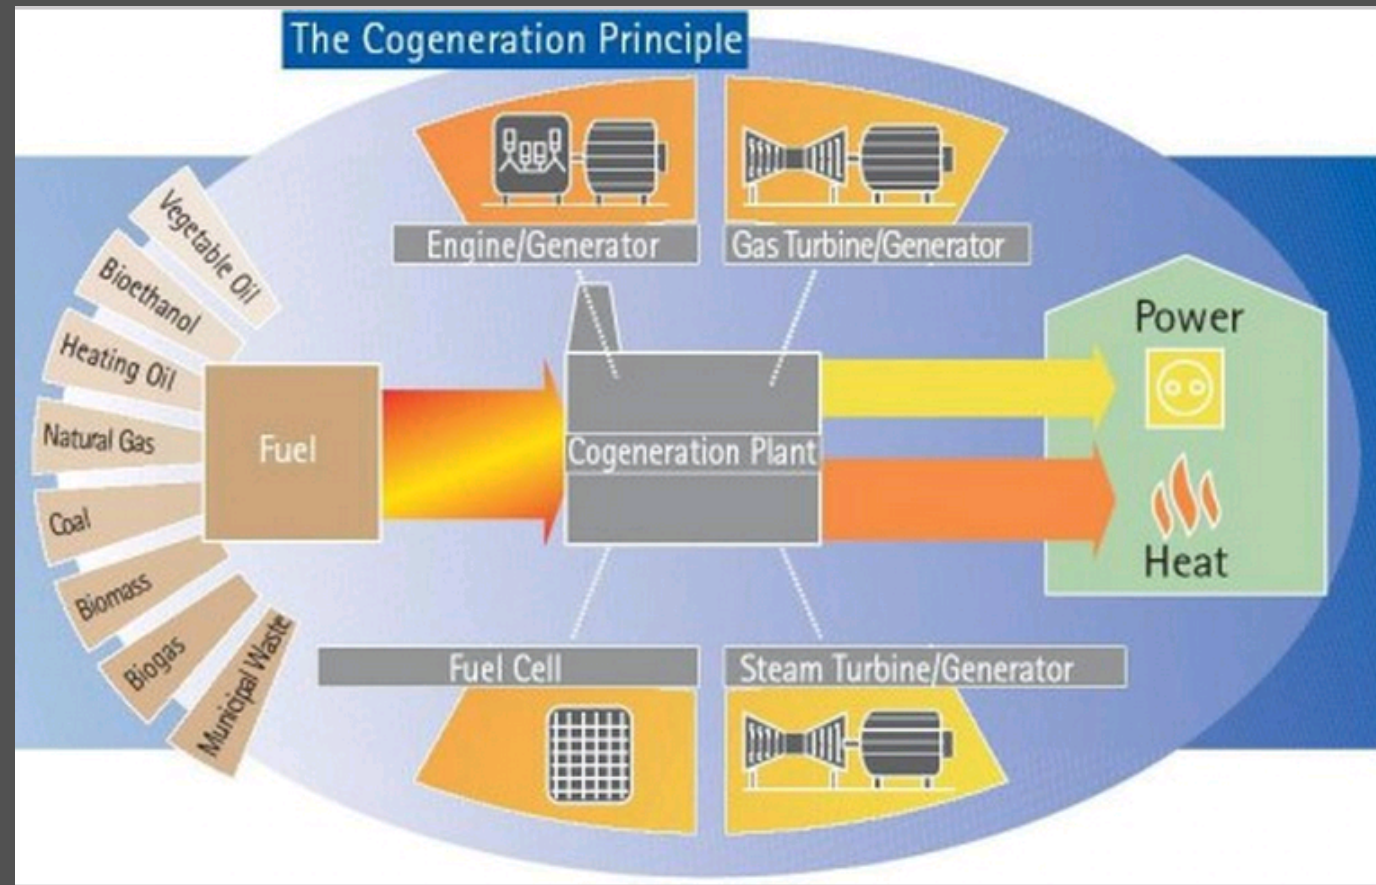 The Cogeneration Principle
Engine/Generator
Gas Turbine/Generator
Vegetable Oil
Bioethanol
Heating Oil
Natural Gas
Coal
Biomass
Biogas
Municipal Waste
Fuel
Cogeneration Plant
Power
Heat
Fuel Cell
Steam Turbine/Generator